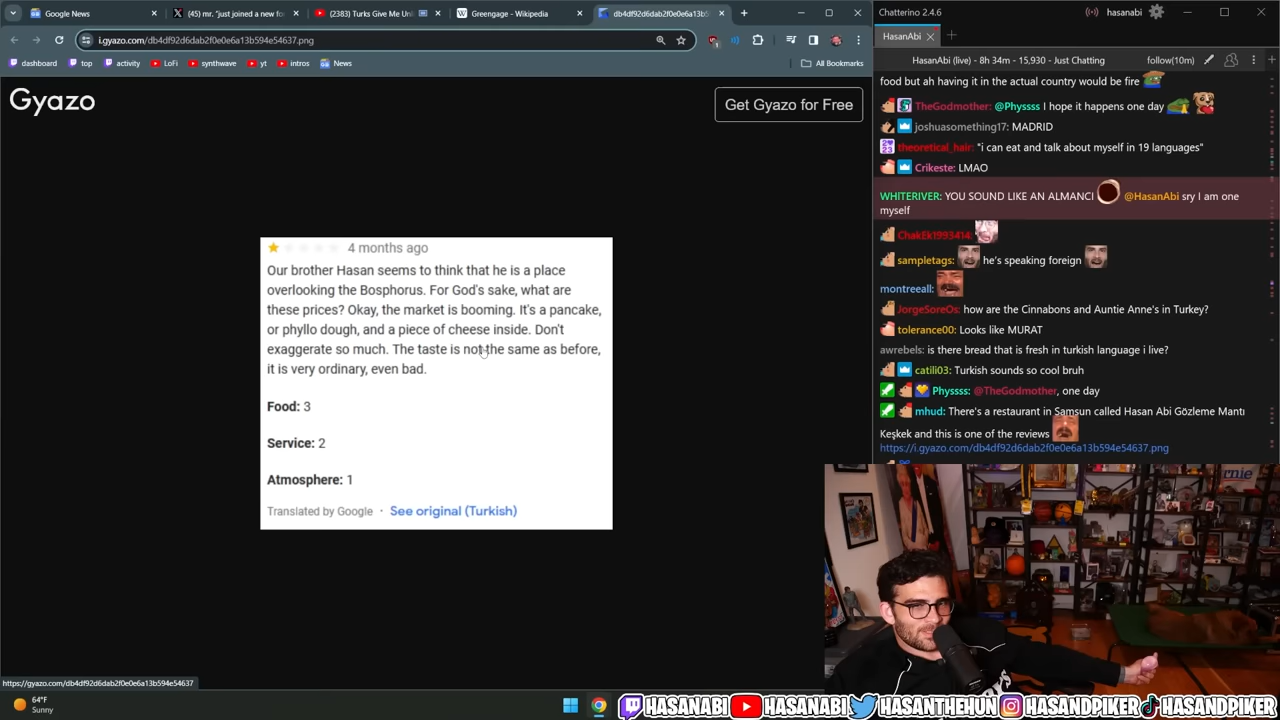 Google News
(45) mr. "just joined a new fo
(2383) Turks Give Me Un
Greengage - Wikipedia
db4df92d6dab2f0e0e6a13b5
i.gyazo.com/db4df92d6dab2f0e0e6a13b594e54637.png
dashboard
top
activity
LoFi
synthwave
yt
intros
News
All Bookmarks
Gyazo
Get Gyazo for Free
4 months ago
Our brother Hasan seems to think that he is a place
overlooking the Bosphorus. For God's sake, what are
these prices? Okay, the market is booming. It's a pancake,
or phyllo dough, and a piece of cheese inside. Don't
exaggerate so much. The taste is not the same as before,
it is very ordinary, even bad.
Food: 3
Service: 2
Atmosphere: 1
Translated by Google · See original (Turkish)
https://gyazo.com/db4df92d6dab2f0e0e6a13b594e54637
64°F
Sunny
Chatterino 2.4.6
hasanabi
HasanAbi
HasanAbi (live) - 8h 34m - 15,930 - Just Chatting
follow(10m)
food but ah having it in the actual country would be fire
TheGodmother: @Physsss I hope it happens one day
joshuasomething17: MADRID
theoretical_hair: "i can eat and talk about myself in 19 languages"
Crikeste: LMAO
WHITERIVER: YOU SOUND LIKE AN ALMANCI @HasanAbi sry I am one
myself
ChakEk1993414:
sampletags: he's speaking foreign
montreeall:
JorgeSoreOs: how are the Cinnabons and Auntie Anne's in Turkey?
tolerance00: Looks like MURAT
awrebels: is there bread that is fresh in turkish language i live?
catili03: Turkish sounds so cool bruh
Physsss: @TheGodmother, one day
mhud: There's a restaurant in Samsun called Hasan Abi Gözleme Mantı
Keşkek and this is one of the reviews
https://i.gyazo.com/db4df92d6dab2f0e0e6a13b594e54637.png
HASANABI
HASANABI
HASANTHEHUN
HASANDPIKER
HASANDPIKER